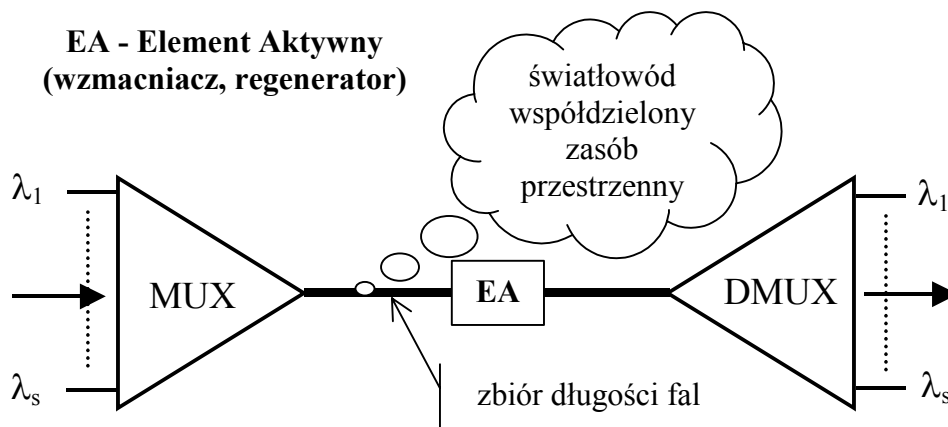 EA - Element Aktywny
(wzmacniacz, regenerator)
światłowód
współdzielony
zasób
przestrzenny
λ1
λ1
MUX
EA
DMUX
λs
zbiór długości fal
λs